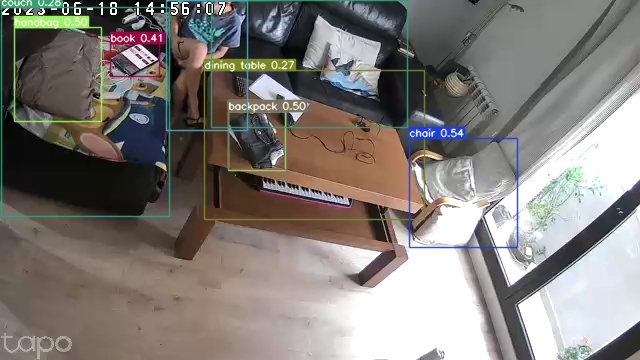 couch 0.28
2023-06-18 14:56:07
handbag 0.50
book 0.41
dining table 0.27
backpack 0.50
chair 0.54
tapo